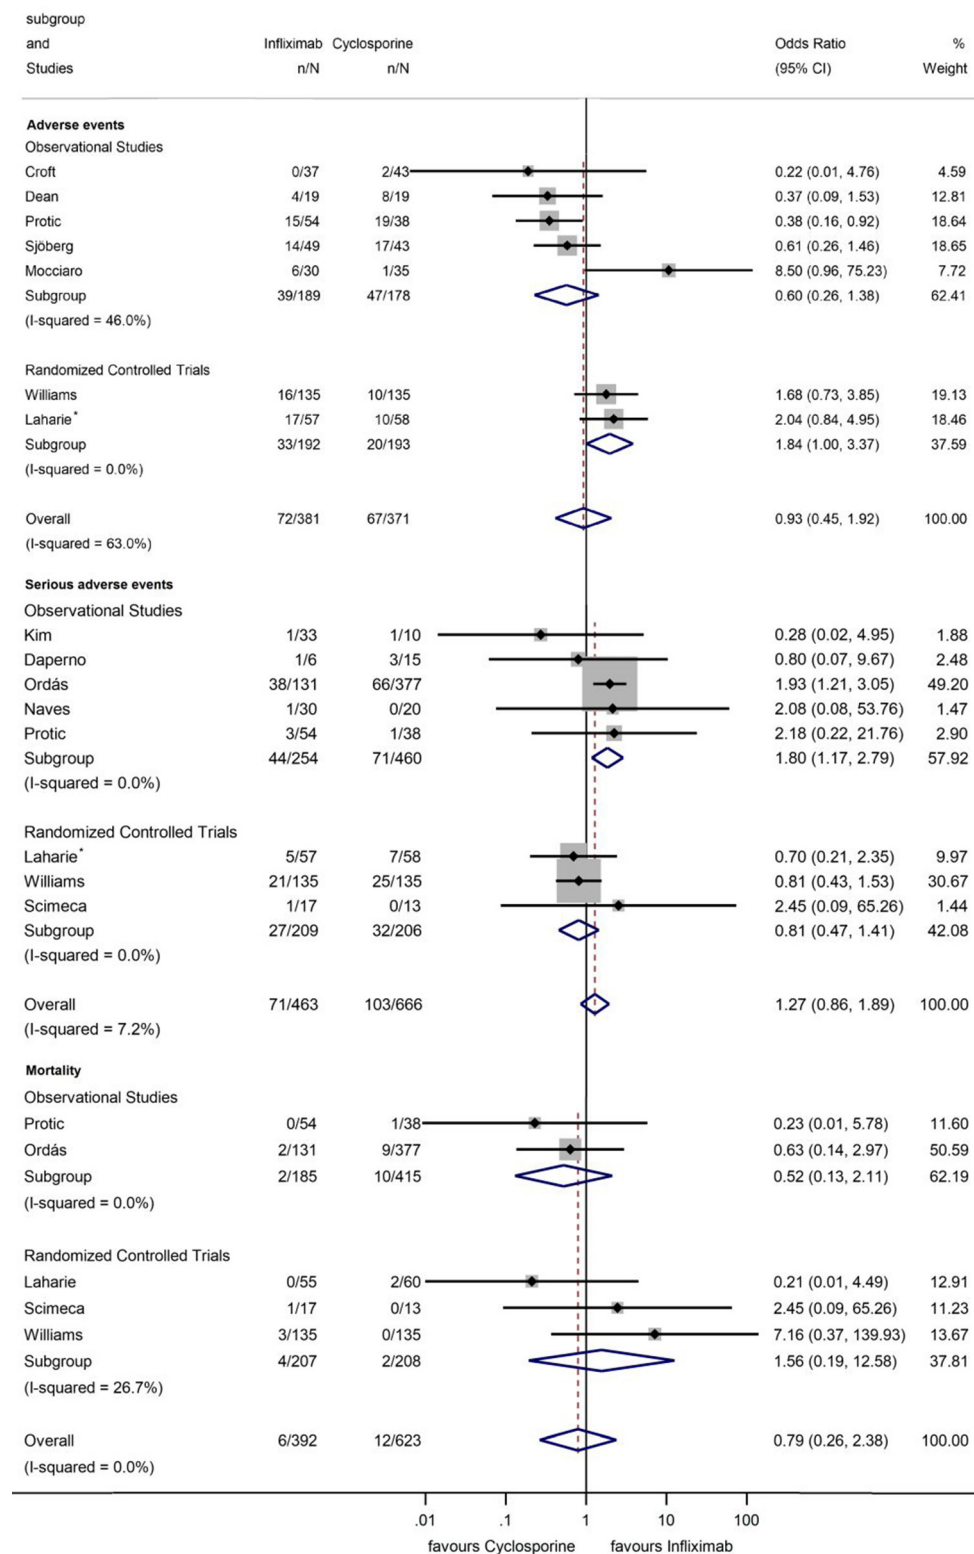 subgroup
and Infliximab Cyclosporine Odds Ratio %
Studies n/N n/N (95% CI) Weight
Adverse events
Observational Studies
Croft 0/37 2/43 0.22 (0.01, 4.76) 4.59
Dean 4/19 8/19 0.37 (0.09, 1.53) 12.81
Protic 15/54 19/38 0.38 (0.16, 0.92) 18.64
Sjöberg 14/49 17/43 0.61 (0.26, 1.46) 18.65
Mocciaro 6/30 1/35 8.50 (0.96, 75.23) 7.72
Subgroup 39/189 47/178 0.60 (0.26, 1.38) 62.41
(I-squared = 46.0%)
Randomized Controlled Trials
Williams 16/135 10/135 1.68 (0.73, 3.85) 19.13
Laharie* 17/57 10/58 2.04 (0.84, 4.95) 18.46
Subgroup 33/192 20/193 1.84 (1.00, 3.37) 37.59
(I-squared = 0.0%)
Overall 72/381 67/371 0.93 (0.45, 1.92) 100.00
(I-squared = 63.0%)
Serious adverse events
Observational Studies
Kim 1/33 1/10 0.28 (0.02, 4.95) 1.88
Daperno 1/6 3/15 0.80 (0.07, 9.67) 2.48
Ordás 38/131 66/377 1.93 (1.21, 3.05) 49.20
Naves 1/30 0/20 2.08 (0.08, 53.76) 1.47
Protic 3/54 1/38 2.18 (0.22, 21.76) 2.90
Subgroup 44/254 71/460 1.80 (1.17, 2.79) 57.92
(I-squared = 0.0%)
Randomized Controlled Trials
Laharie* 5/57 7/58 0.70 (0.21, 2.35) 9.97
Williams 21/135 25/135 0.81 (0.43, 1.53) 30.67
Scimeca 1/17 0/13 2.45 (0.09, 65.26) 1.44
Subgroup 27/209 32/206 0.81 (0.47, 1.41) 42.08
(I-squared = 0.0%)
Overall 71/463 103/666 1.27 (0.86, 1.89) 100.00
(I-squared = 7.2%)
Mortality
Observational Studies
Protic 0/54 1/38 0.23 (0.01, 5.78) 11.60
Ordás 2/131 9/377 0.63 (0.14, 2.97) 50.59
Subgroup 2/185 10/415 0.52 (0.13, 2.11) 62.19
(I-squared = 0.0%)
Randomized Controlled Trials
Laharie 0/55 2/60 0.21 (0.01, 4.49) 12.91
Scimeca 1/17 0/13 2.45 (0.09, 65.26) 11.23
Williams 3/135 0/135 7.16 (0.37, 139.93) 13.67
Subgroup 4/207 2/208 1.56 (0.19, 12.58) 37.81
(I-squared = 26.7%)
Overall 6/392 12/623 0.79 (0.26, 2.38) 100.00
(I-squared = 0.0%)
.01 .1 1 10 100
favours Cyclosporine favours Infliximab